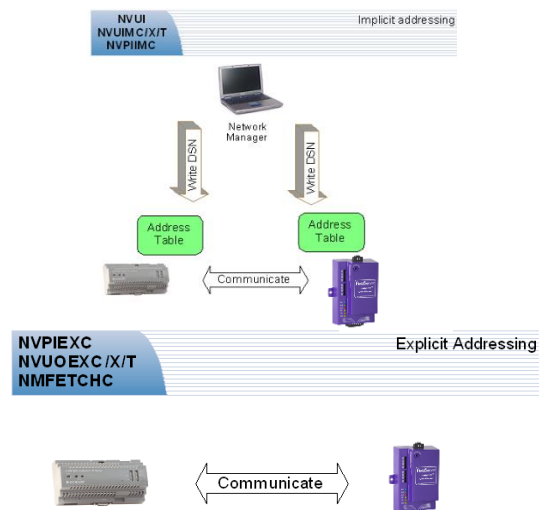 NVUI
NVUIMC/X/T
NVPIIMC
Implicit addressing
Network
Manager
Write DSN
Write DSN
Address
Table
Address
Table
Communicate
NVPIEXC
NVUOEXC/X/T
NMFETCHC
Explicit Addressing
Communicate